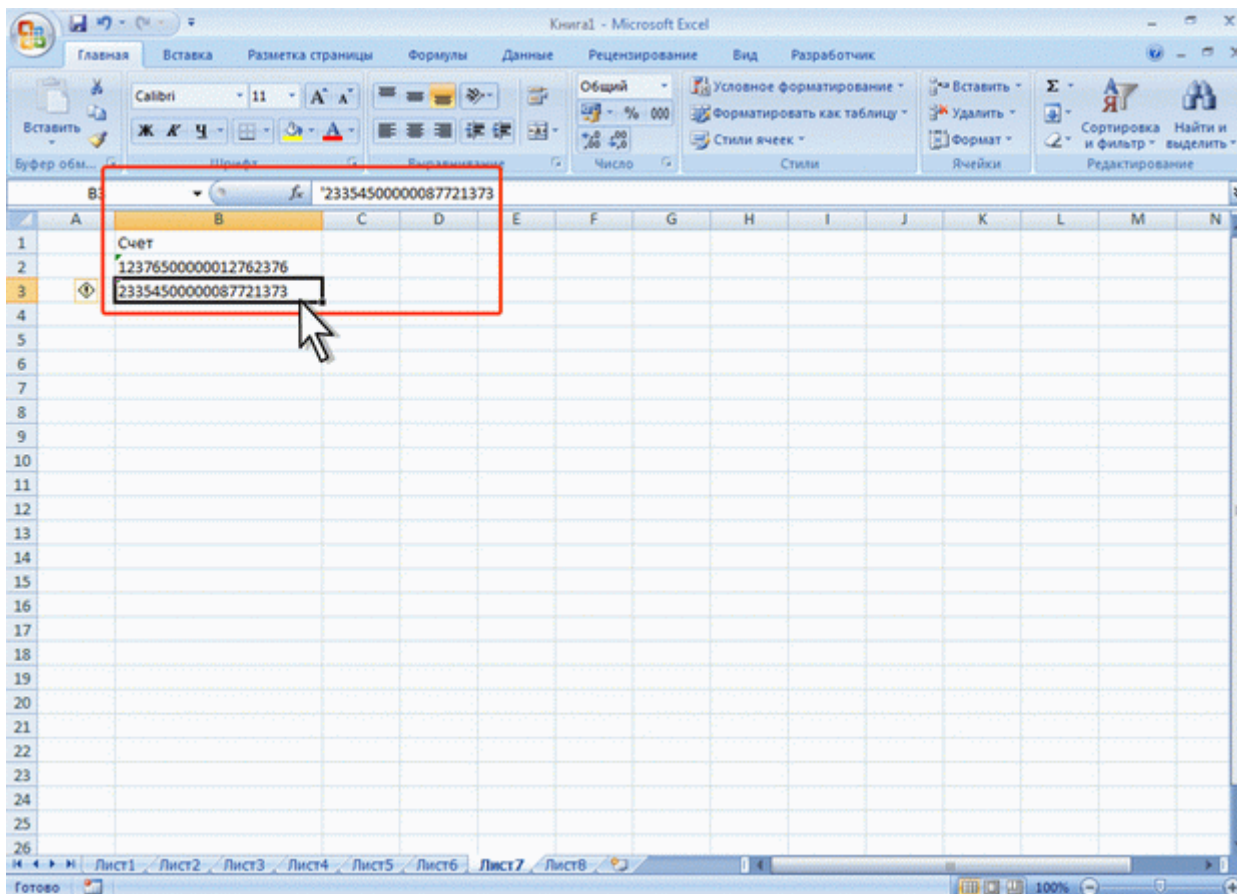 Книга1 - Microsoft Excel
Главная Вставка Разметка страницы Формулы Данные Рецензирование Вид Разработчик
Вставить
Calibri 11 А А
Ж К Ч А
Общий
% 000
Условное форматирование
Форматировать как таблицу
Стили ячеек
Вставить
Удалить
Формат
Σ
Сортировка и фильтр
Найти и выделить
Буфер обм... Шрифт Выравнивание Число Стили Ячейки Редактирование
B3 fx '23354500000087721373
A B C D E F G H I J K L M N
1 Счет
2 12376500000012762376
3 23354500000087721373
4
5
6
7
8
9
10
11
12
13
14
15
16
17
18
19
20
21
22
23
24
25
26
Лист1 Лист2 Лист3 Лист4 Лист5 Лист6 Лист7 Лист8
Готово 100%